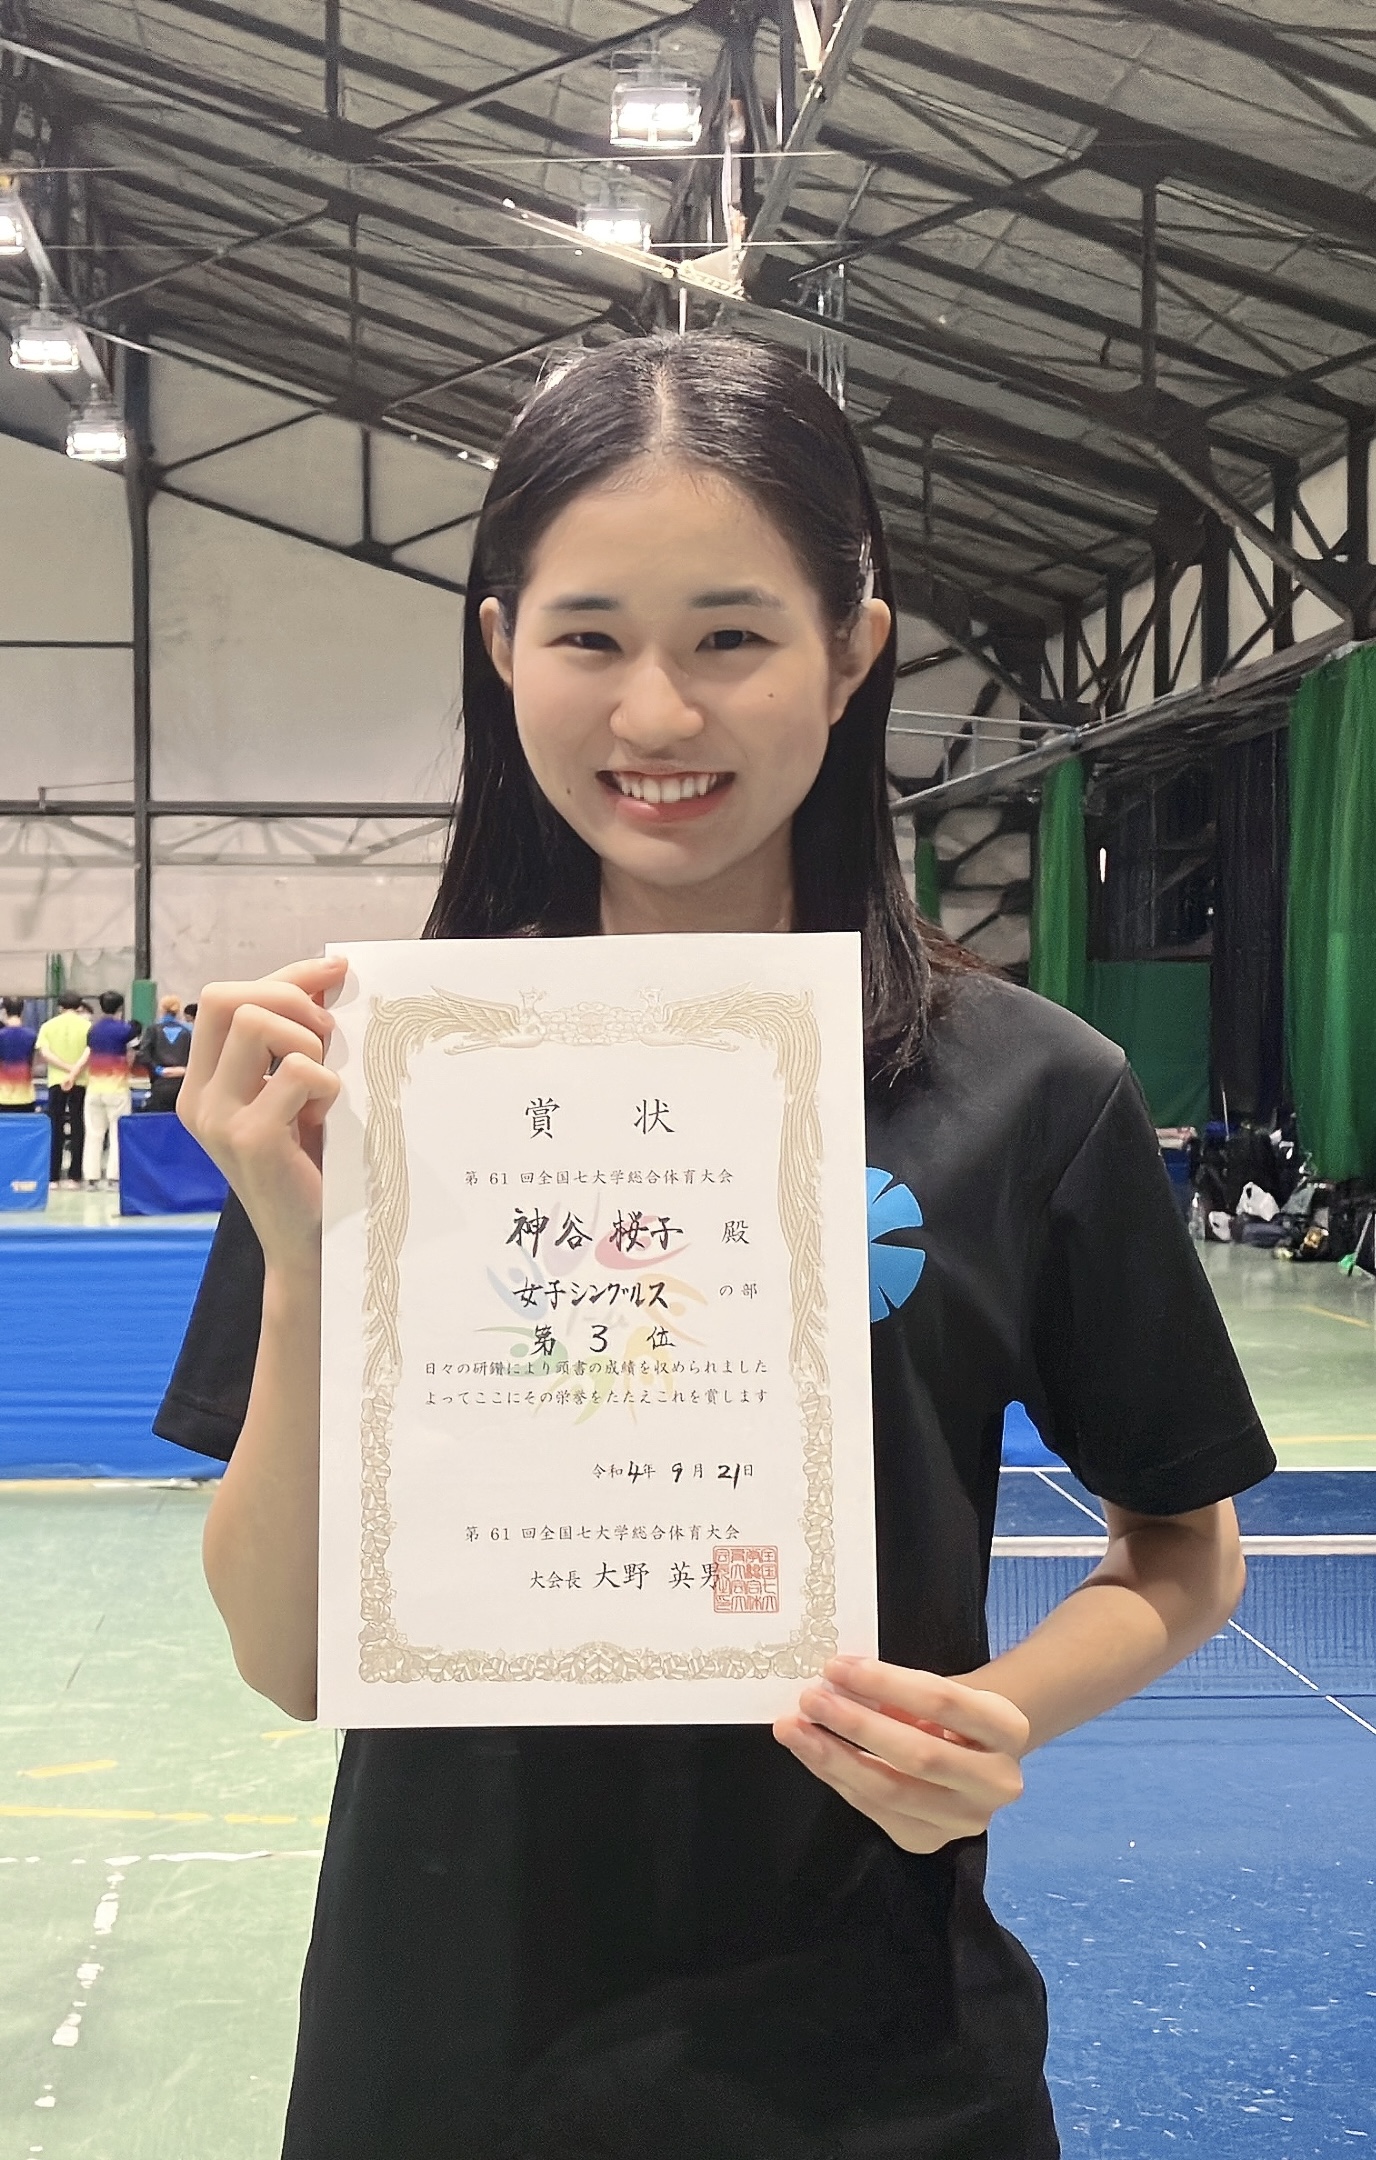 賞 状
第 61 回全国七大学総合体育大会
神谷 桜子 殿
女子シングルス の部
第 3 位
日々の研鑽により頭書の成績を収められました
よってここにその栄誉をたたえこれを賞します
令和4年 9月 21日
第 61 回全国七大学総合体育大会
大会長 大野 英男